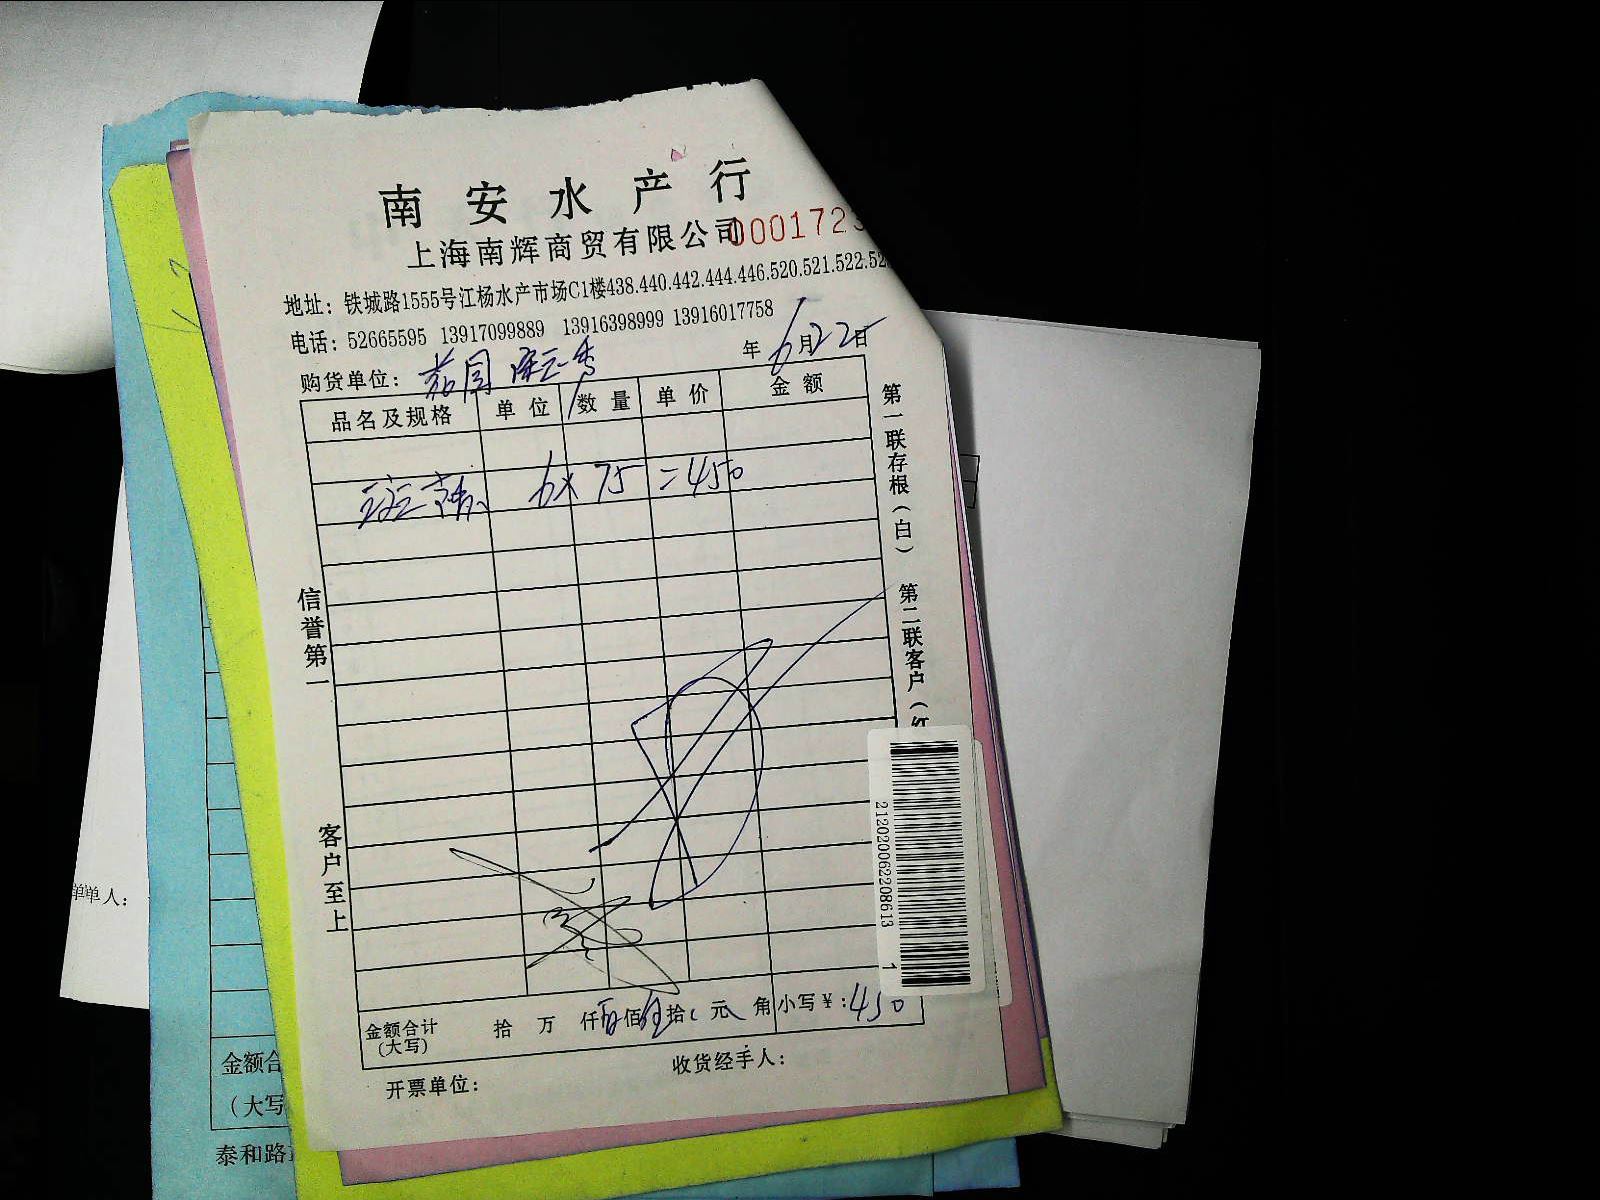 南安水产行
上海南辉商贸有限公司 000172
地址：铁城路1555号江杨水产市场C1楼438.440.442.444.446.520.521.522.52
电话：52665595 13917099889 13916398999 13916017758
年 6月22日
购货单位：
品名及规格 单位 数量 单价 金额
6×75=450
第一联存根（白） 第二联客户（红
信誉第一
客户至上
金额合计（大写） 拾 万 仟 佰 拾 元 角 小写￥：450
开票单位：
收货经手人：
21202006220861​3
1
单人：
金额合
（大写
泰和路